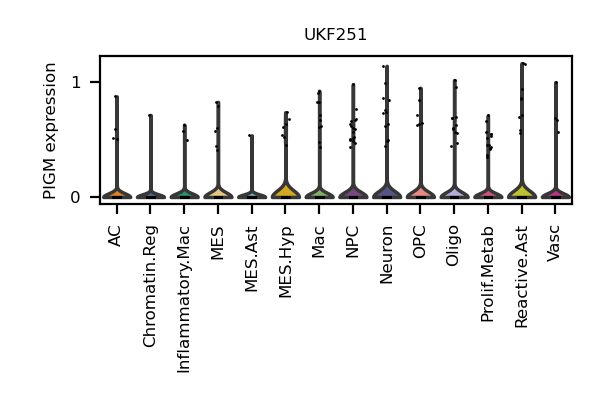 UKF251
PIGM expression
1
0
AC
Chromatin.Reg
Inflammatory.Mac
MES
MES.Ast
MES.Hyp
Mac
NPC
Neuron
OPC
Oligo
Prolif.Metab
Reactive.Ast
Vasc